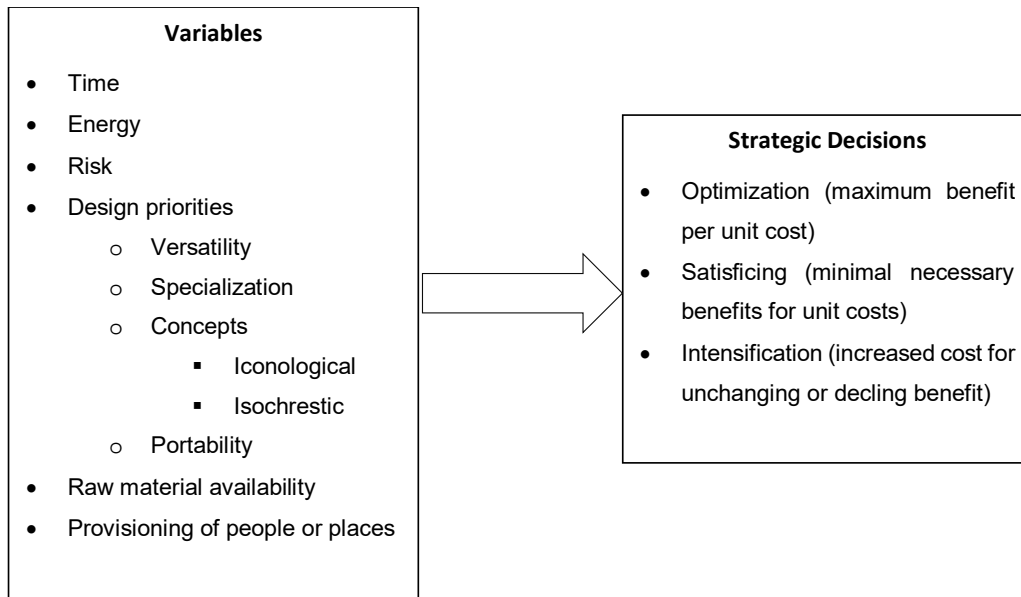 Variables
• Time
• Energy
• Risk
• Design priorities
o Versatility
o Specialization
o Concepts
▪ Iconological
▪ Isochrestic
o Portability
• Raw material availability
• Provisioning of people or places
Strategic Decisions
• Optimization (maximum benefit
per unit cost)
• Satisficing (minimal necessary
benefits for unit costs)
• Intensification (increased cost for
unchanging or decling benefit)